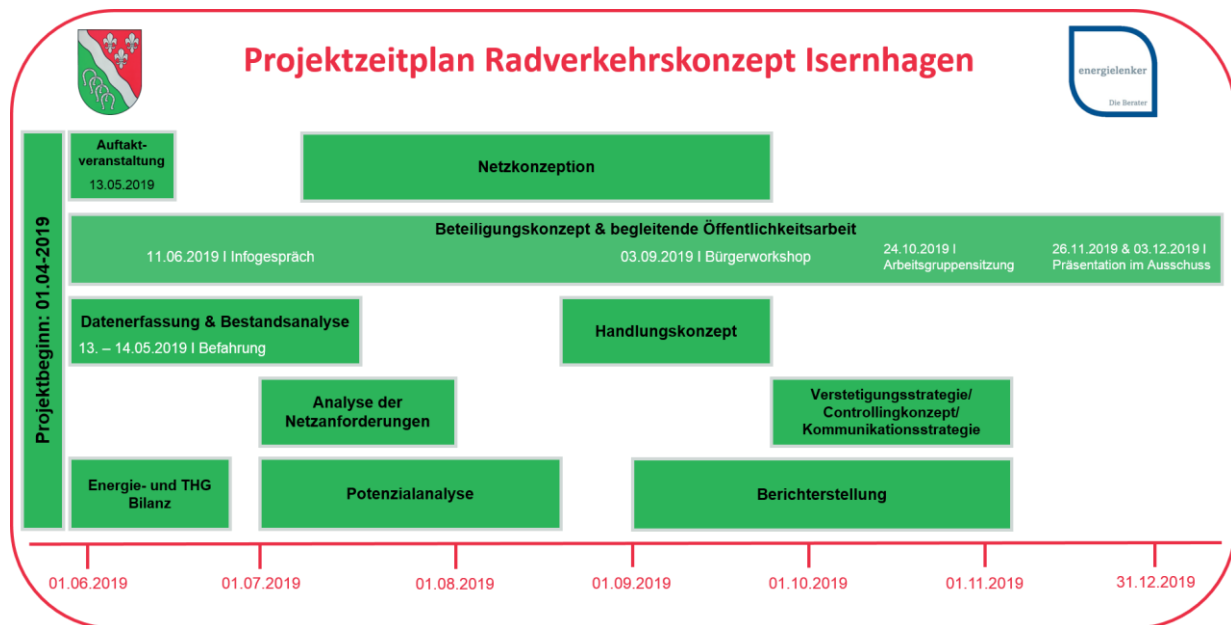 Projektzeitplan Radverkehrskonzept Isernhagen
energielenker
Die Berater
Projektbeginn: 01.04-2019
Auftakt-
veranstaltung
13.05.2019
Netzkonzeption
Beteiligungskonzept & begleitende Öffentlichkeitsarbeit
11.06.2019 I Infogespräch
03.09.2019 I Bürgerworkshop
24.10.2019 I
Arbeitsgruppensitzung
26.11.2019 & 03.12.2019 I
Präsentation im Ausschuss
Datenerfassung & Bestandsanalyse
13. – 14.05.2019 I Befahrung
Handlungskonzept
Analyse der
Netzanforderungen
Verstetigungsstrategie/
Controllingkonzept/
Kommunikationsstrategie
Energie- und THG
Bilanz
Potenzialanalyse
Berichterstellung
01.06.2019
01.07.2019
01.08.2019
01.09.2019
01.10.2019
01.11.2019
31.12.2019